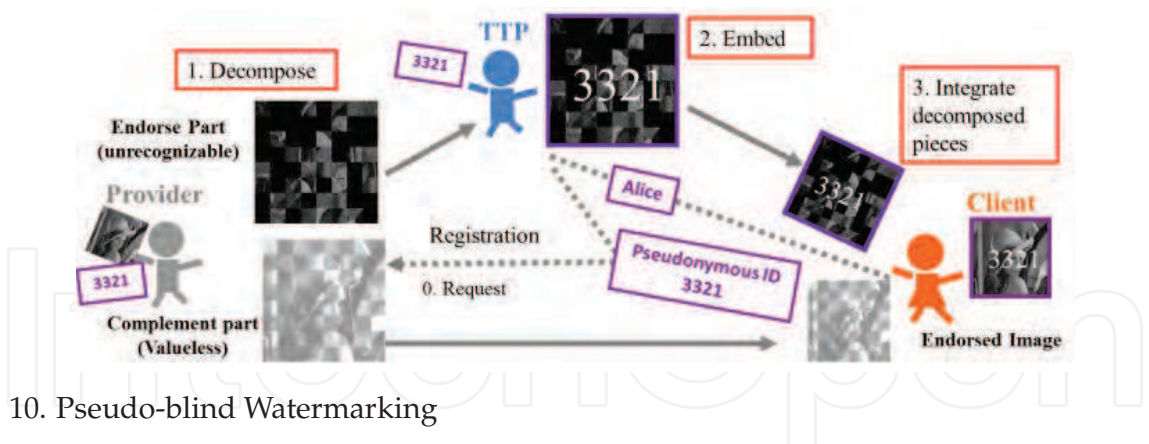 TTP
3321
3321
2. Embed
1. Decompose
3. Integrate
decomposed
pieces
Endorse Part
(unrecognizable)
Provider
3321
Alice
3321
Client
3321
Registration
Pseudonymous ID
3321
0. Request
Complement part
(Valueless)
Endorsed Image
10. Pseudo-blind Watermarking